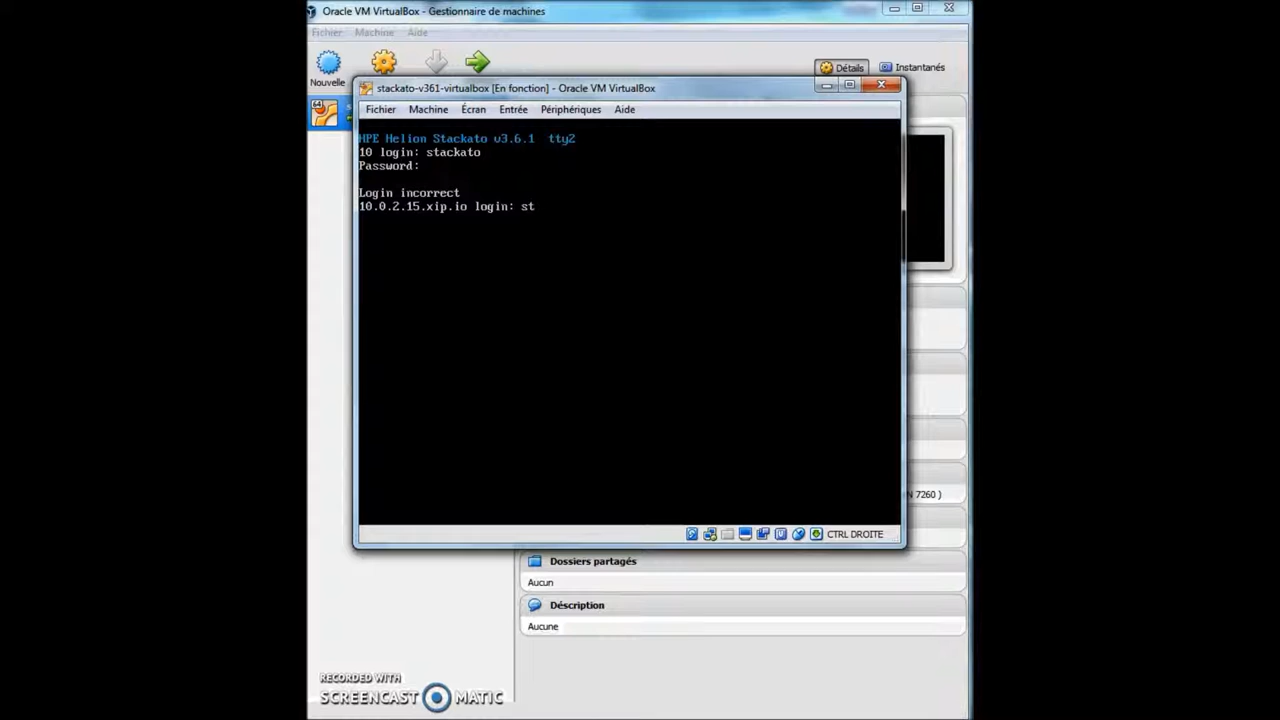 Oracle VM VirtualBox - Gestionnaire de machines
Fichier Machine Aide
Nouvelle
Détails
Instantanés
stackato-v361-virtualbox [En fonction] - Oracle VM VirtualBox
Fichier Machine Écran Entrée Périphériques Aide
HPE Helion Stackato v3.6.1 tty2
10 login: stackato
Password:
Login incorrect
10.0.2.15.xip.io login: st
N 7260 )
CTRL DROITE
Dossiers partagés
Aucun
Déscription
Aucune
RECORDED WITH
SCREENCAST MATIC